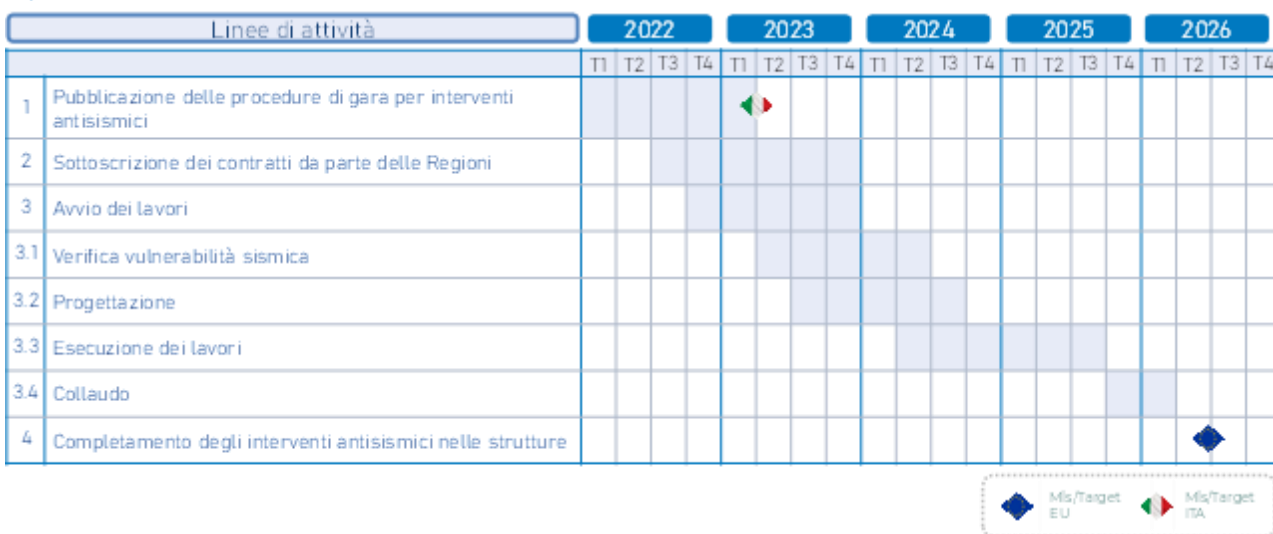 Linee di attività 2022 2023 2024 2025 2026
T1 T2 T3 T4 T1 T2 T3 T4 T1 T2 T3 T4 T1 T2 T3 T4 T1 T2 T3 T4
1 Pubblicazione delle procedure di gara per interventi
antisismici
2 Sottoscrizione dei contratti da parte delle Regioni
3 Avvio dei lavori
3.1 Verifica vulnerabilità sismica
3.2 Progettazione
3.3 Esecuzione dei lavori
3.4 Collaudo
4 Completamento degli interventi antisismici nelle strutture
Mls/Target Mls/Target
EU ITA